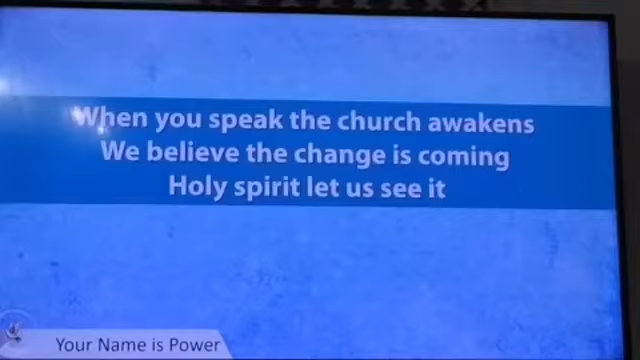 When you speak the church awakens
We believe the change is coming
Holy spirit let us see it
Your Name is Power